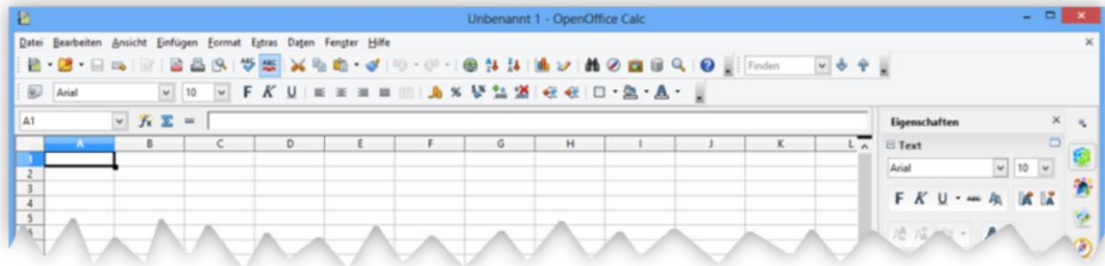 Unbenannt 1 - OpenOffice Calc
Datei Bearbeiten Ansicht Einfügen Format Extras Daten Fenster Hilfe
Finden
Arial 10 F K U
A1
Eigenschaften
A B C D E F G H I J K L
Text
1
Arial 10
2
3
F K U
4
5